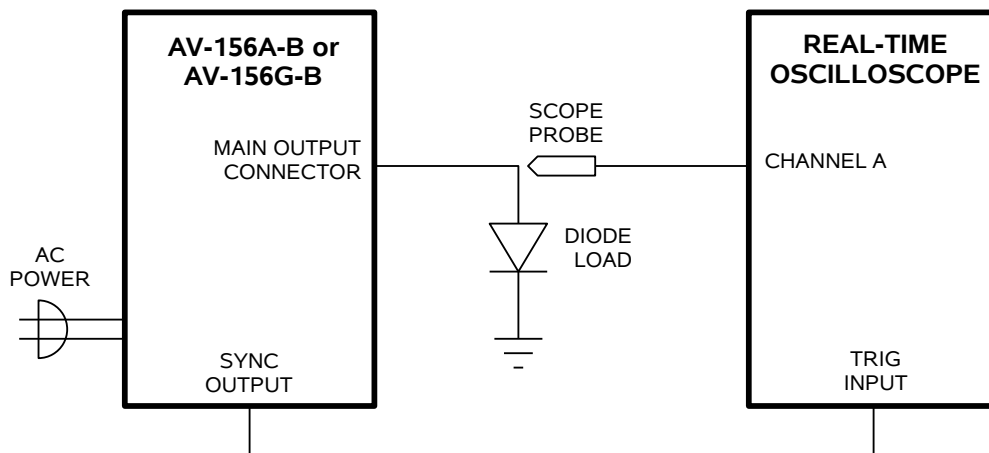 AV-156A-B or
AV-156G-B
MAIN OUTPUT
CONNECTOR
SCOPE
PROBE
REAL-TIME
OSCILLOSCOPE
CHANNEL A
DIODE
LOAD
AC
POWER
SYNC
OUTPUT
TRIG
INPUT